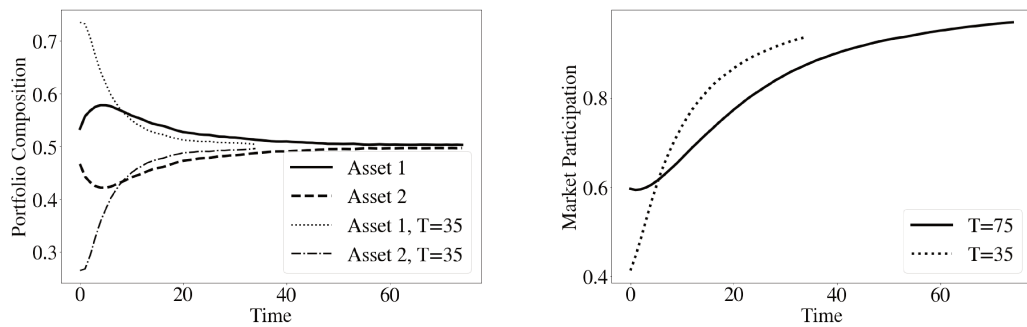 Portfolio Composition
0.7
0.6
0.5
0.4
0.3
0
20
40
60
Time
Asset 1
Asset 2
Asset 1, T=35
Asset 2, T=35
Market Participation
0.8
0.6
0.4
0
20
40
60
Time
T=75
T=35